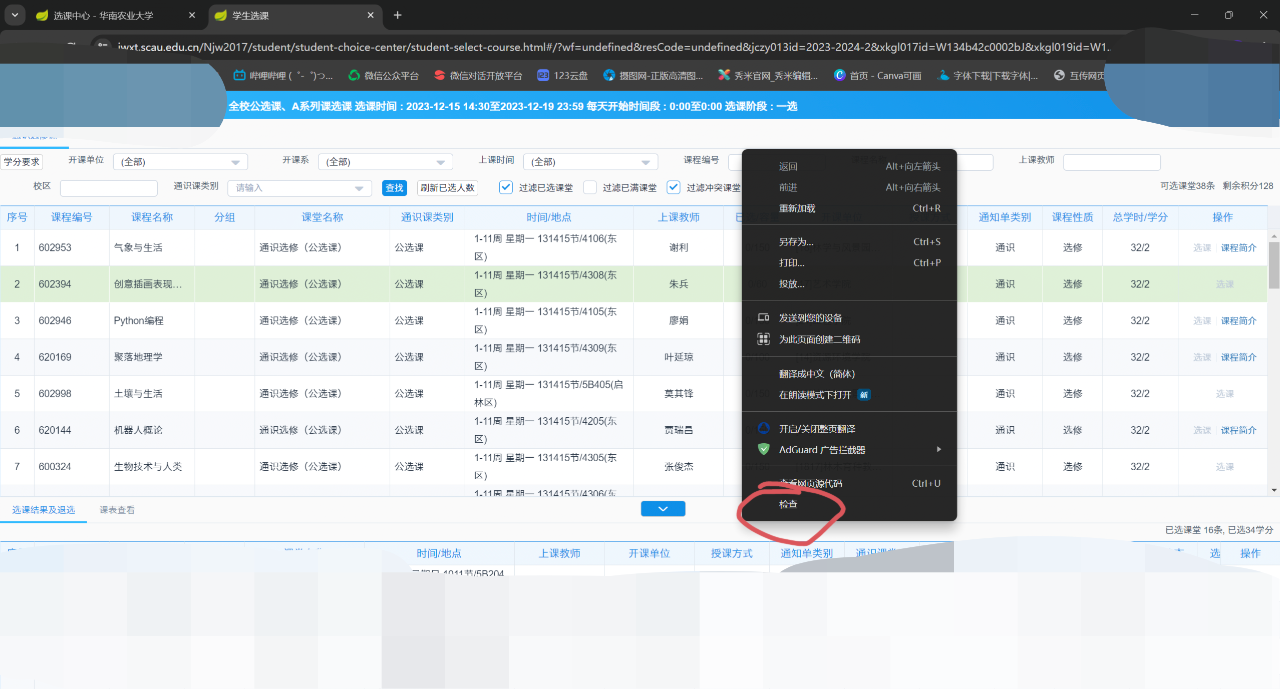 选课中心 - 华南农业大学
学生选课
jwxt.scau.edu.cn/Njw2017/student/student-choice-center/student-select-course.html#/?wf=undefined&resCode=undefined&jczy013id=2023-2024-2&xkgl017id=W134b42c0002bJ&xkgl019id=W1...
哔哩哔哩 (゜-゜)つ... 微信公众平台 微信对话开放平台 123云盘 摄图网-正版高清图... 秀米官网_秀米编辑... 首页 - Canva可画 字体下载|下载字体|... 互传网页
全校公选课、A系列课选课 选课时间：2023-12-15 14:30至2023-12-19 23:59 每天开始时间段：0:00至0:00 选课阶段：一选
学分要求 开课单位 (全部) 开课系 (全部) 上课时间 (全部) 课程编号 上课教师
校区 通识课类别 请输入 查找 刷新已选人数 过滤已选课堂 过滤已满课堂 过滤冲突课堂 可选课堂38条 剩余积分128
序号 课程编号 课程名称 分组 课堂名称 通识课类别 时间/地点 上课教师 通知单类别 课程性质 总学时/学分 操作
1 602953 气象与生活 通识选修（公选课） 公选课 1-11周 星期一 131415节/4106(东区) 谢利 通识 选修 32/2 选课 课程简介
2 602394 创意插画表现... 通识选修（公选课） 公选课 1-11周 星期一 131415节/4308(东区) 朱兵 通识 选修 32/2 选课
3 602946 Python编程 通识选修（公选课） 公选课 1-11周 星期一 131415节/4105(东区) 廖娟 通识 选修 32/2 选课 课程简介
4 620169 聚落地理学 通识选修（公选课） 公选课 1-11周 星期一 131415节/4309(东区) 叶延琼 通识 选修 32/2 选课 课程简介
5 602998 土壤与生活 通识选修（公选课） 公选课 1-11周 星期一 131415节/5B405(启林区) 莫其锋 通识 选修 32/2 选课
6 620144 机器人概论 通识选修（公选课） 公选课 1-11周 星期一 131415节/4205(东区) 贾瑞昌 通识 选修 32/2 选课 课程简介
7 600324 生物技术与人类 通识选修（公选课） 公选课 1-11周 星期一 131415节/4305(东区) 张俊杰 通识 选修 32/2 选课
1-11周 星期一 131415节/4306(东
返回 Alt+向左箭头
前进 Alt+向右箭头
重新加载 Ctrl+R
另存为... Ctrl+S
打印... Ctrl+P
投放...
发送到您的设备
为此页面创建二维码
翻译成中文（简体）
在朗读模式下打开 新
开启/关闭整页翻译
AdGuard 广告拦截器
查看网页源代码 Ctrl+U
检查
选课结果及退选 课表查看
已选课堂 16条, 已选34学分
时间/地点 上课教师 开课单位 授课方式 通知单类别 选 操作
1011节/5B204